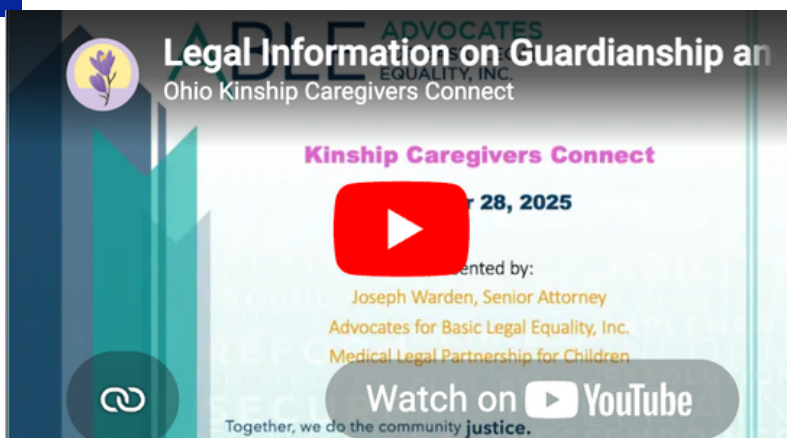 ABLE ADVOCATES
Legal Information on Guardianship an
EQUALITY, INC.
Ohio Kinship Caregivers Connect
Kinship Caregivers Connect
r 28, 2025
ented by:
Joseph Warden, Senior Attorney
Advocates for Basic Legal Equality, Inc.
Medical Legal Partnership for Children
Watch on YouTube
Together, we do the community justice.